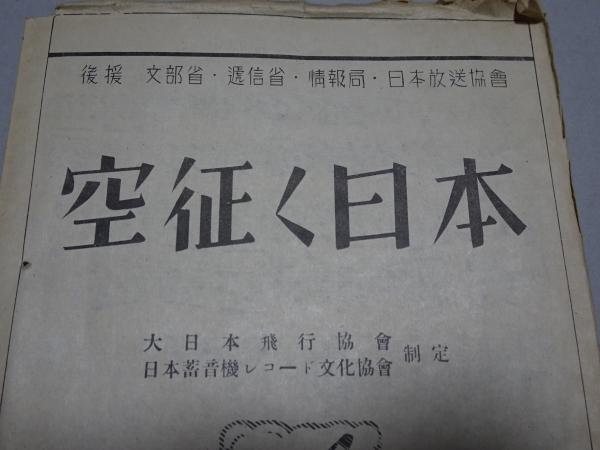 後援 文部省・遞信省・情報局・日本放送協會
空征く日本
大日本飛行協會
日本蓄音機レコード文化協會 制定